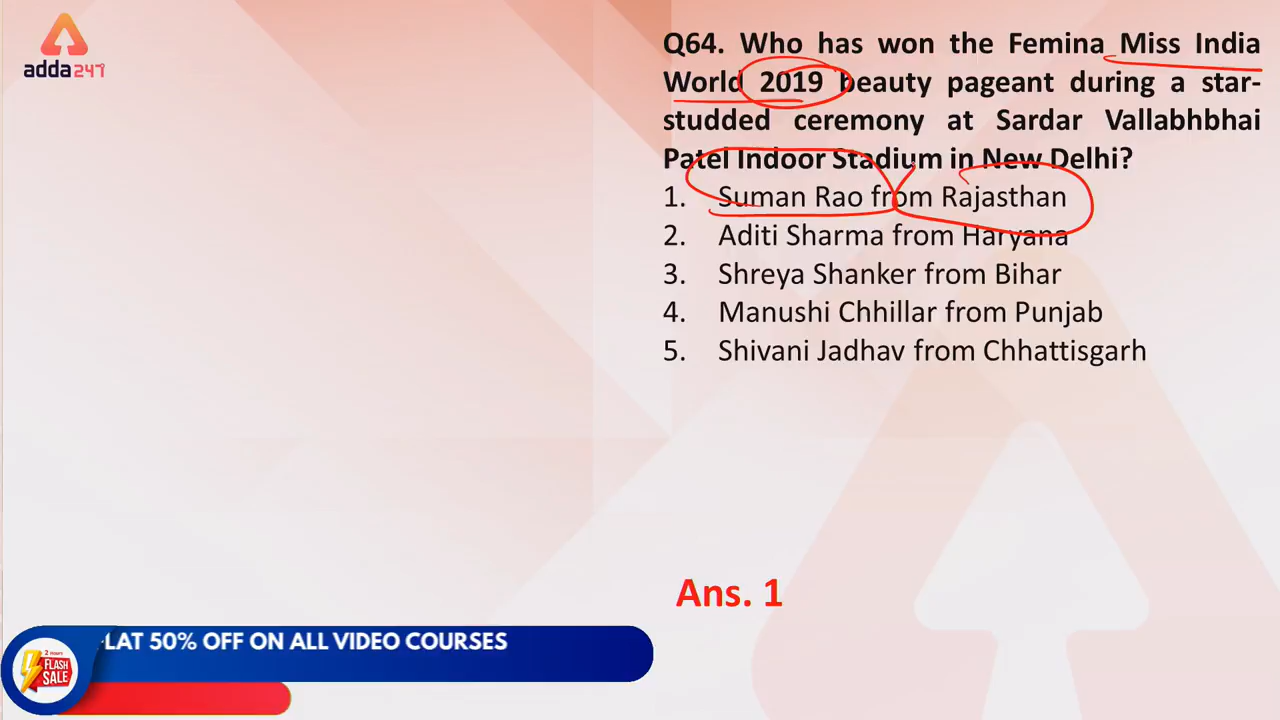 adda247
Q64. Who has won the Femina Miss India
World 2019 beauty pageant during a star-
studded ceremony at Sardar Vallabhbhai
Patel Indoor Stadium in New Delhi?
1. Suman Rao from Rajasthan
2. Aditi Sharma from Haryana
3. Shreya Shanker from Bihar
4. Manushi Chhillar from Punjab
5. Shivani Jadhav from Chhattisgarh
Ans. 1
LAT 50% OFF ON ALL VIDEO COURSES
2 Hours
FLASH
SALE